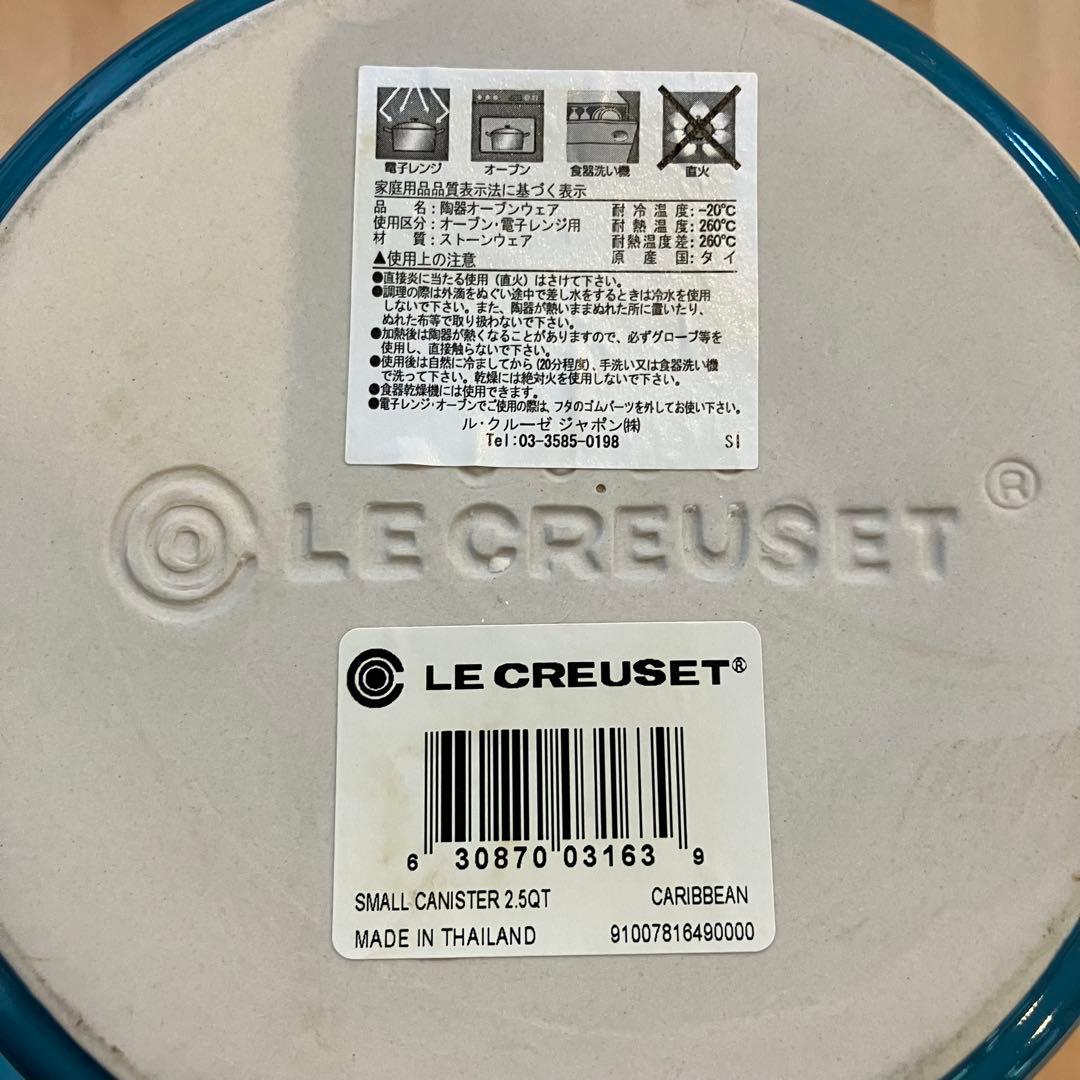 電子レンジ オーブン 食器洗い機 直火
家庭用品品質表示法に基づく表示
品 名:陶器オーブンウェア 耐冷温度:-20℃
使用区分:オーブン・電子レンジ用 耐熱温度:260℃
材 質:ストーンウェア 耐熱温度差:260℃
▲使用上の注意 原産国:タイ
●直接炎に当たる使用(直火)はさけて下さい。
●調理の際は外滴をぬぐい途中で差し水をするときは冷水を使用
しないで下さい。また、陶器が熱いままぬれた所に置いたり、
ぬれた布等で取り扱わないで下さい。
●加熱後は陶器が熱くなることがありますので、必ずグローブ等を
使用し、直接触らないで下さい。
●使用後は自然に冷ましてから(20分程度)、手洗い又は食器洗い機
で洗って下さい。乾燥には絶対火を使用しないで下さい。
●食器乾燥機には使用できます。
●電子レンジ・オーブンでご使用の際は、フタのゴムパーツを外してお使い下さい。
ル・クルーゼ ジャポン㈱
Tel:03-3585-0198 SI
LE CREUSET ®
LE CREUSET®
6 30870 03163 9
SMALL CANISTER 2.5QT CARIBBEAN
MADE IN THAILAND 91007816490000